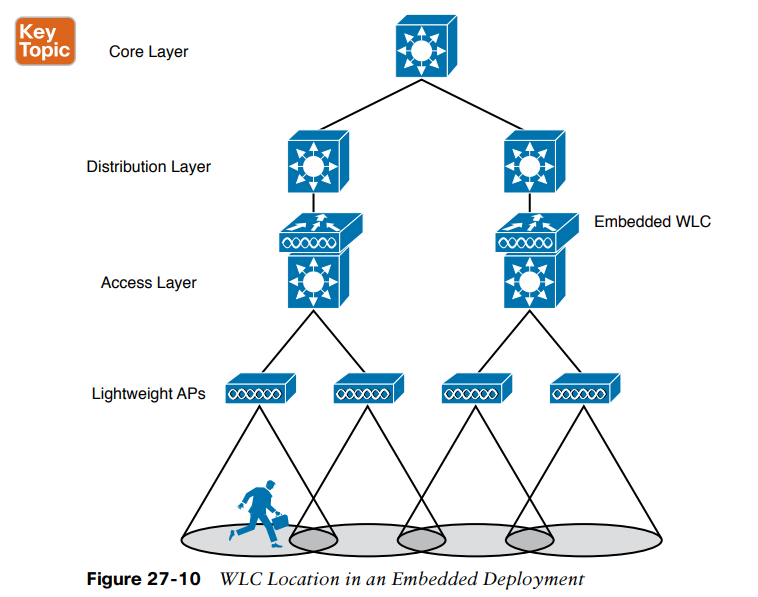 Key
Topic
Core Layer
Distribution Layer
Embedded WLC
Access Layer
Lightweight APs
Figure 27-10 WLC Location in an Embedded Deployment